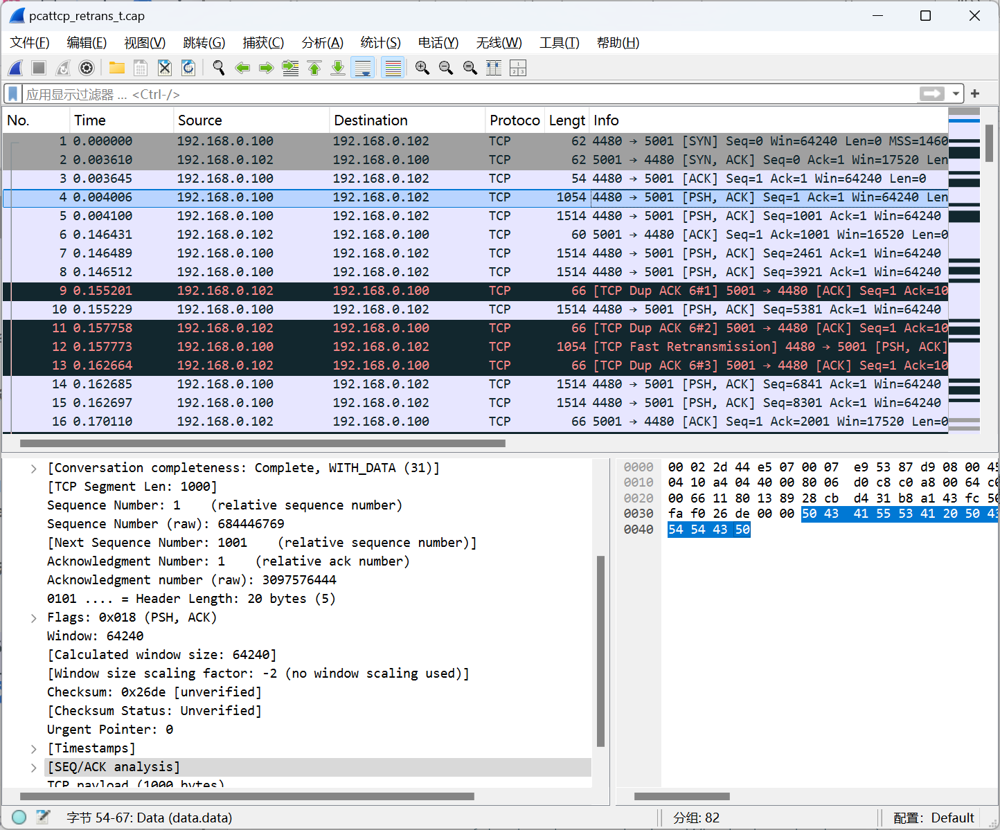 pcattcp_retrans_t.cap
文件(F) 编辑(E) 视图(V) 跳转(G) 捕获(C) 分析(A) 统计(S) 电话(Y) 无线(W) 工具(T) 帮助(H)
应用显示过滤器 ... <Ctrl-/>
No. Time Source Destination Protoco Lengt Info
1 0.000000 192.168.0.100 192.168.0.102 TCP 62 4480 → 5001 [SYN] Seq=0 Win=64240 Len=0 MSS=1460
2 0.003610 192.168.0.102 192.168.0.100 TCP 62 5001 → 4480 [SYN, ACK] Seq=0 Ack=1 Win=17520 Len
3 0.003645 192.168.0.100 192.168.0.102 TCP 54 4480 → 5001 [ACK] Seq=1 Ack=1 Win=64240 Len=0
4 0.004006 192.168.0.100 192.168.0.102 TCP 1054 4480 → 5001 [PSH, ACK] Seq=1 Ack=1 Win=64240 Len
5 0.004100 192.168.0.100 192.168.0.102 TCP 1514 4480 → 5001 [PSH, ACK] Seq=1001 Ack=1 Win=64240
6 0.146431 192.168.0.102 192.168.0.100 TCP 60 5001 → 4480 [ACK] Seq=1 Ack=1001 Win=16520 Len=0
7 0.146489 192.168.0.100 192.168.0.102 TCP 1514 4480 → 5001 [PSH, ACK] Seq=2461 Ack=1 Win=64240
8 0.146512 192.168.0.100 192.168.0.102 TCP 1514 4480 → 5001 [PSH, ACK] Seq=3921 Ack=1 Win=64240
9 0.155201 192.168.0.102 192.168.0.100 TCP 66 [TCP Dup ACK 6#1] 5001 → 4480 [ACK] Seq=1 Ack=10
10 0.155229 192.168.0.100 192.168.0.102 TCP 1514 4480 → 5001 [PSH, ACK] Seq=5381 Ack=1 Win=64240
11 0.157758 192.168.0.102 192.168.0.100 TCP 66 [TCP Dup ACK 6#2] 5001 → 4480 [ACK] Seq=1 Ack=10
12 0.157773 192.168.0.100 192.168.0.102 TCP 1054 [TCP Fast Retransmission] 4480 → 5001 [PSH, ACK]
13 0.162664 192.168.0.102 192.168.0.100 TCP 66 [TCP Dup ACK 6#3] 5001 → 4480 [ACK] Seq=1 Ack=10
14 0.162685 192.168.0.100 192.168.0.102 TCP 1514 4480 → 5001 [PSH, ACK] Seq=6841 Ack=1 Win=64240
15 0.162697 192.168.0.100 192.168.0.102 TCP 1514 4480 → 5001 [PSH, ACK] Seq=8301 Ack=1 Win=64240
16 0.170110 192.168.0.102 192.168.0.100 TCP 66 5001 → 4480 [ACK] Seq=1 Ack=2001 Win=17520 Len=0
[Conversation completeness: Complete, WITH_DATA (31)]
[TCP Segment Len: 1000]
Sequence Number: 1 (relative sequence number)
Sequence Number (raw): 684446769
[Next Sequence Number: 1001 (relative sequence number)]
Acknowledgment Number: 1 (relative ack number)
Acknowledgment number (raw): 3097576444
0101 .... = Header Length: 20 bytes (5)
Flags: 0x018 (PSH, ACK)
Window: 64240
[Calculated window size: 64240]
[Window size scaling factor: -2 (no window scaling used)]
Checksum: 0x26de [unverified]
[Checksum Status: Unverified]
Urgent Pointer: 0
[Timestamps]
[SEQ/ACK analysis]
TCP payload (1000 bytes)
0000 00 02 2d 44 e5 07 00 07 e9 53 87 d9 08 00 45
0010 04 10 a4 04 40 00 80 06 d0 c8 c0 a8 00 64 c0
0020 00 66 11 80 13 89 28 cb d4 31 b8 a1 43 fc 50
0030 fa f0 26 de 00 00 50 43 41 55 53 41 20 50 43
0040 54 54 43 50
字节 54-67: Data (data.data)
分组: 82
配置: Default